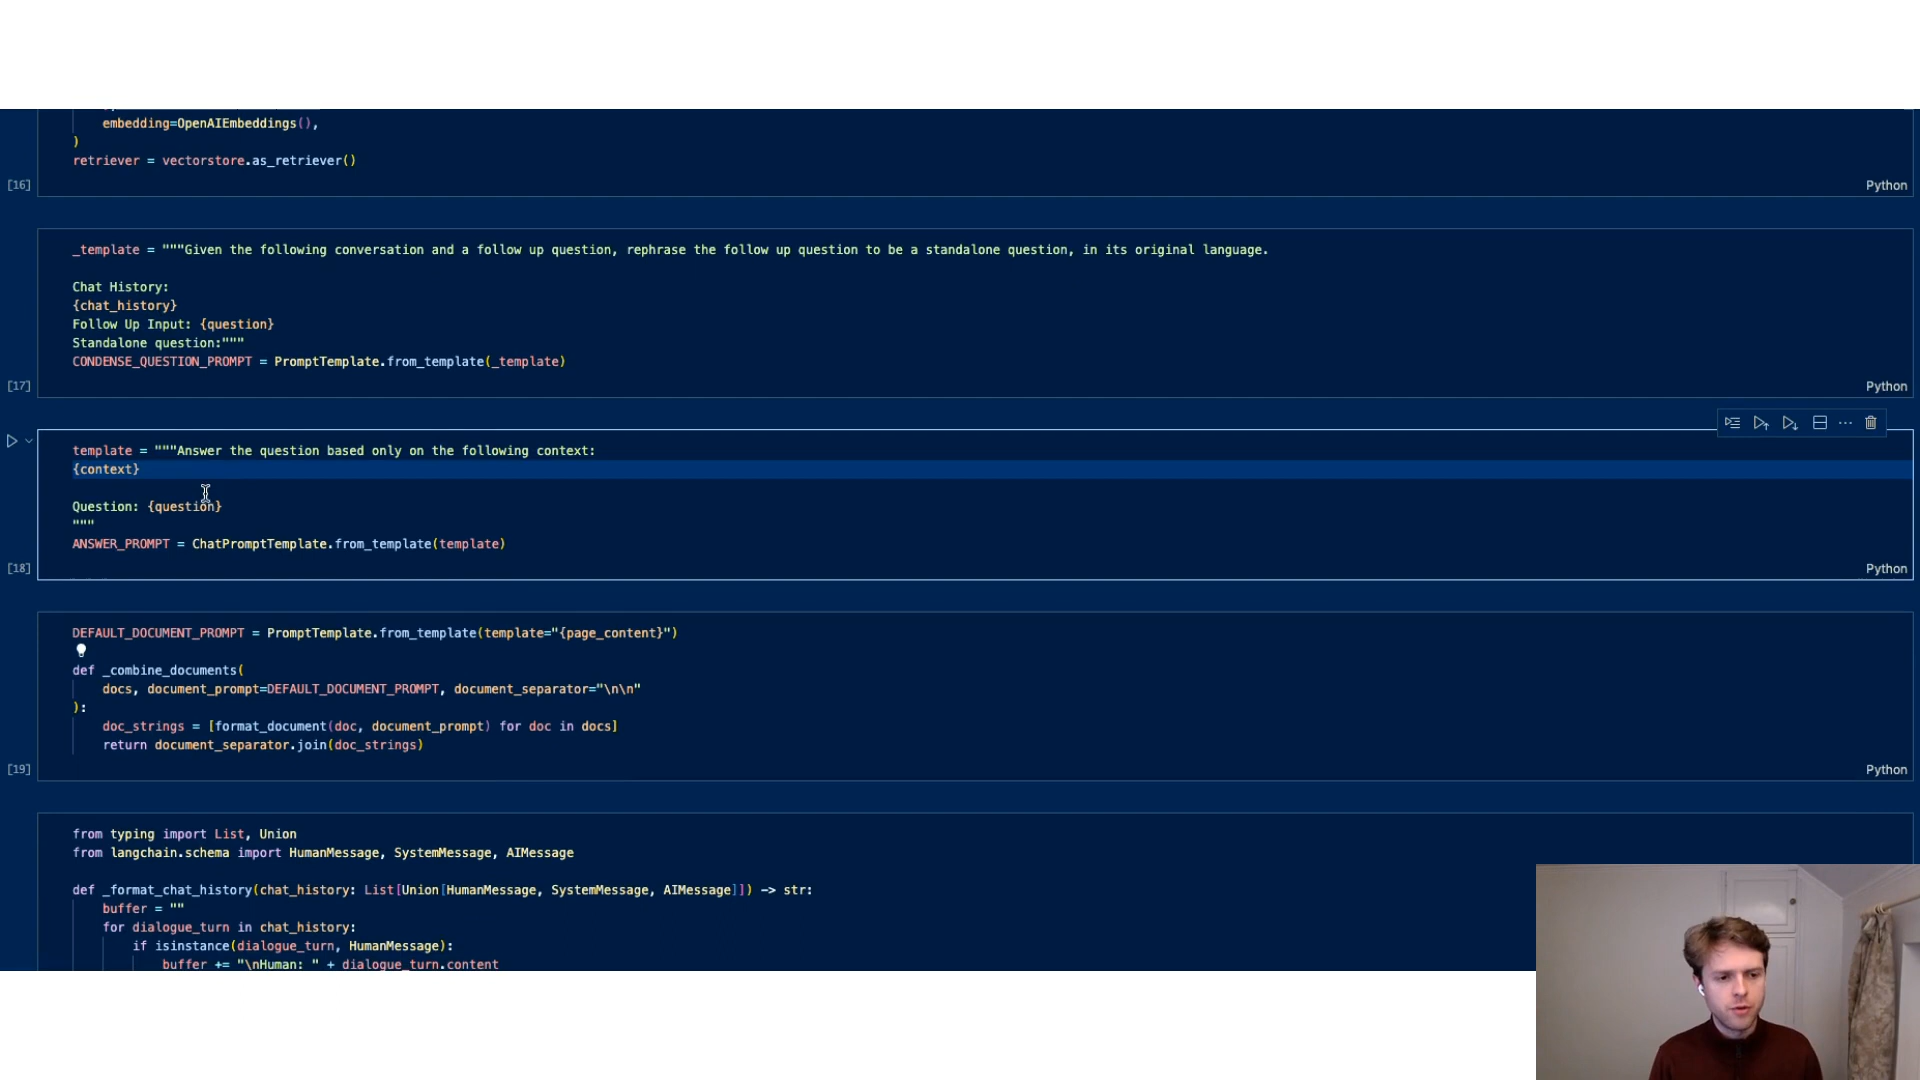 embedding=OpenAIEmbeddings(),
)
retriever = vectorstore.as_retriever()
[16]
Python
_template = """Given the following conversation and a follow up question, rephrase the follow up question to be a standalone question, in its original language.
Chat History:
{chat_history}
Follow Up Input: {question}
Standalone question:"""
CONDENSE_QUESTION_PROMPT = PromptTemplate.from_template(_template)
[17]
Python
template = """Answer the question based only on the following context:
{context}
Question: {question}
"""
ANSWER_PROMPT = ChatPromptTemplate.from_template(template)
[18]
Python
DEFAULT_DOCUMENT_PROMPT = PromptTemplate.from_template(template="{page_content}")
def _combine_documents(
docs, document_prompt=DEFAULT_DOCUMENT_PROMPT, document_separator="\n\n"
):
doc_strings = [format_document(doc, document_prompt) for doc in docs]
return document_separator.join(doc_strings)
[19]
Python
from typing import List, Union
from langchain.schema import HumanMessage, SystemMessage, AIMessage
def _format_chat_history(chat_history: List[Union[HumanMessage, SystemMessage, AIMessage]]) -> str:
buffer = ""
for dialogue_turn in chat_history:
if isinstance(dialogue_turn, HumanMessage):
buffer += "\nHuman: " + dialogue_turn.content